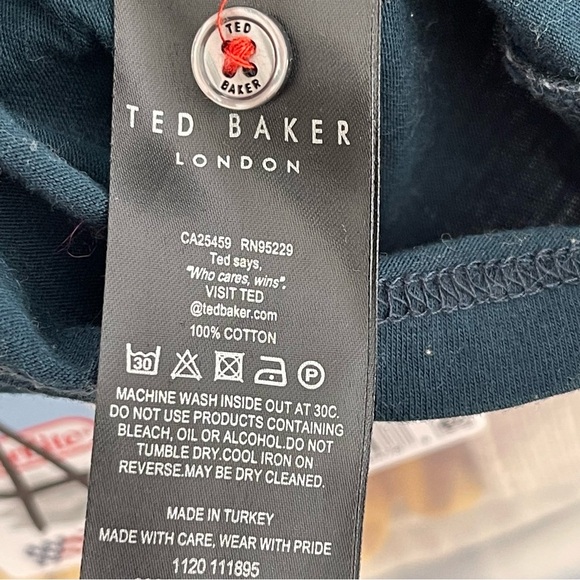 TED
BAKER
TED BAKER
LONDON
CA25459 RN95229
Ted says,
"Who cares, wins".
VISIT TED
@tedbaker.com
100% COTTON
30
P
MACHINE WASH INSIDE OUT AT 30C.
DO NOT USE PRODUCTS CONTAINING
BLEACH, OIL OR ALCOHOL.DO NOT
TUMBLE DRY.COOL IRON ON
REVERSE.MAY BE DRY CLEANED.
MADE IN TURKEY
MADE WITH CARE, WEAR WITH PRIDE
1120 111895